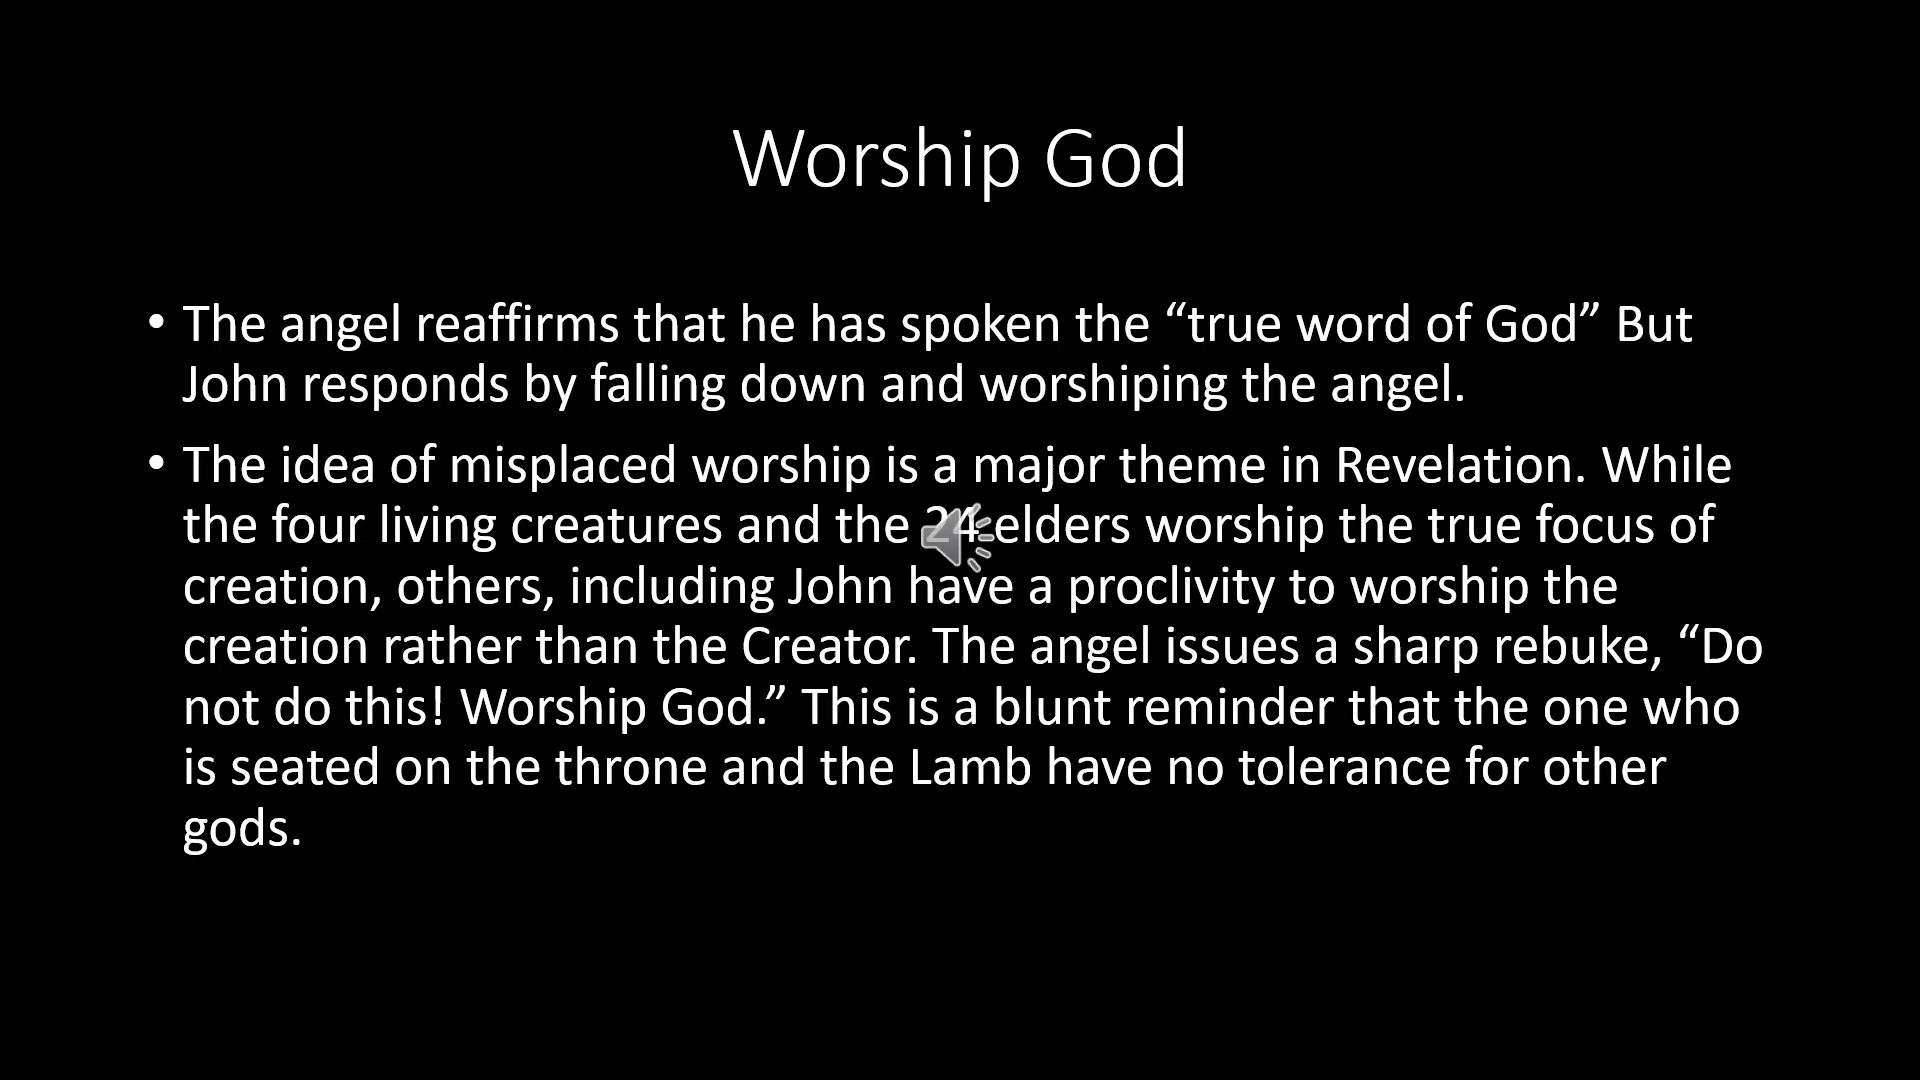 Worship God
• The angel reaffirms that he has spoken the “true word of God” But
John responds by falling down and worshiping the angel.
• The idea of misplaced worship is a major theme in Revelation. While
the four living creatures and the 24 elders worship the true focus of
creation, others, including John have a proclivity to worship the
creation rather than the Creator. The angel issues a sharp rebuke, “Do
not do this! Worship God.” This is a blunt reminder that the one who
is seated on the throne and the Lamb have no tolerance for other
gods.